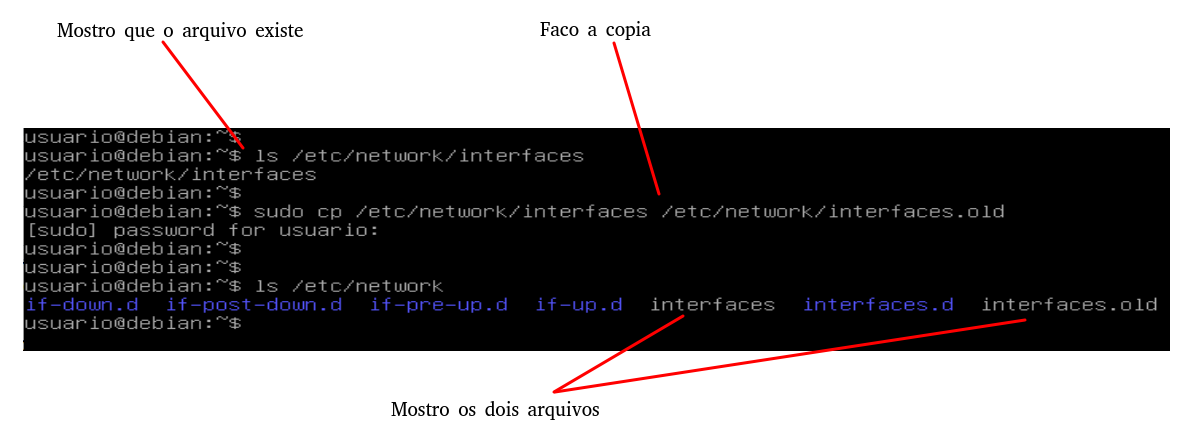 Mostro que o arquivo existe
Faco a copia
usuario@debian:~$
usuario@debian:~$ ls /etc/network/interfaces
/etc/network/interfaces
usuario@debian:~$
usuario@debian:~$ sudo cp /etc/network/interfaces /etc/network/interfaces.old
[sudo] password for usuario:
usuario@debian:~$
usuario@debian:~$
usuario@debian:~$ ls /etc/network
if-down.d if-post-down.d if-pre-up.d if-up.d interfaces interfaces.d interfaces.old
usuario@debian:~$
Mostro os dois arquivos